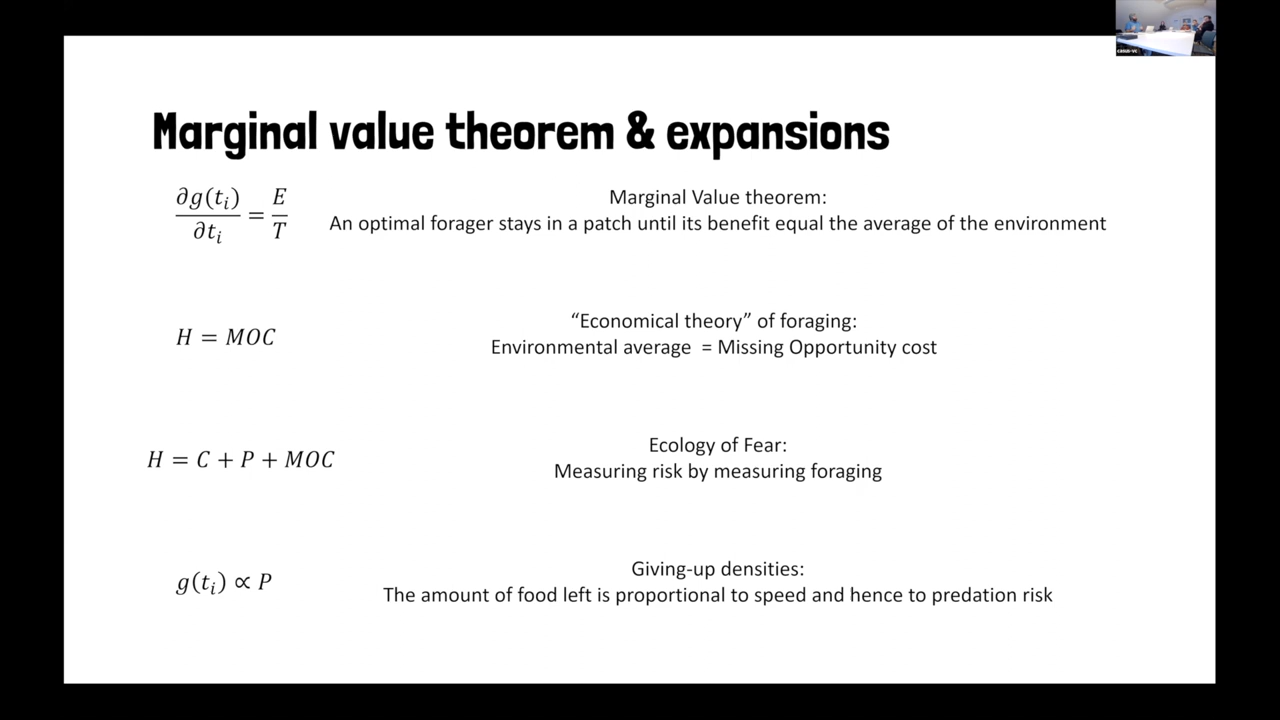 Marginal value theorem & expansions
∂g(tᵢ)/∂tᵢ = E/T
Marginal Value theorem:
An optimal forager stays in a patch until its benefit equal the average of the environment
H = MOC
“Economical theory” of foraging:
Environmental average = Missing Opportunity cost
H = C + P + MOC
Ecology of Fear:
Measuring risk by measuring foraging
g(tᵢ) ∝ P
Giving-up densities:
The amount of food left is proportional to speed and hence to predation risk